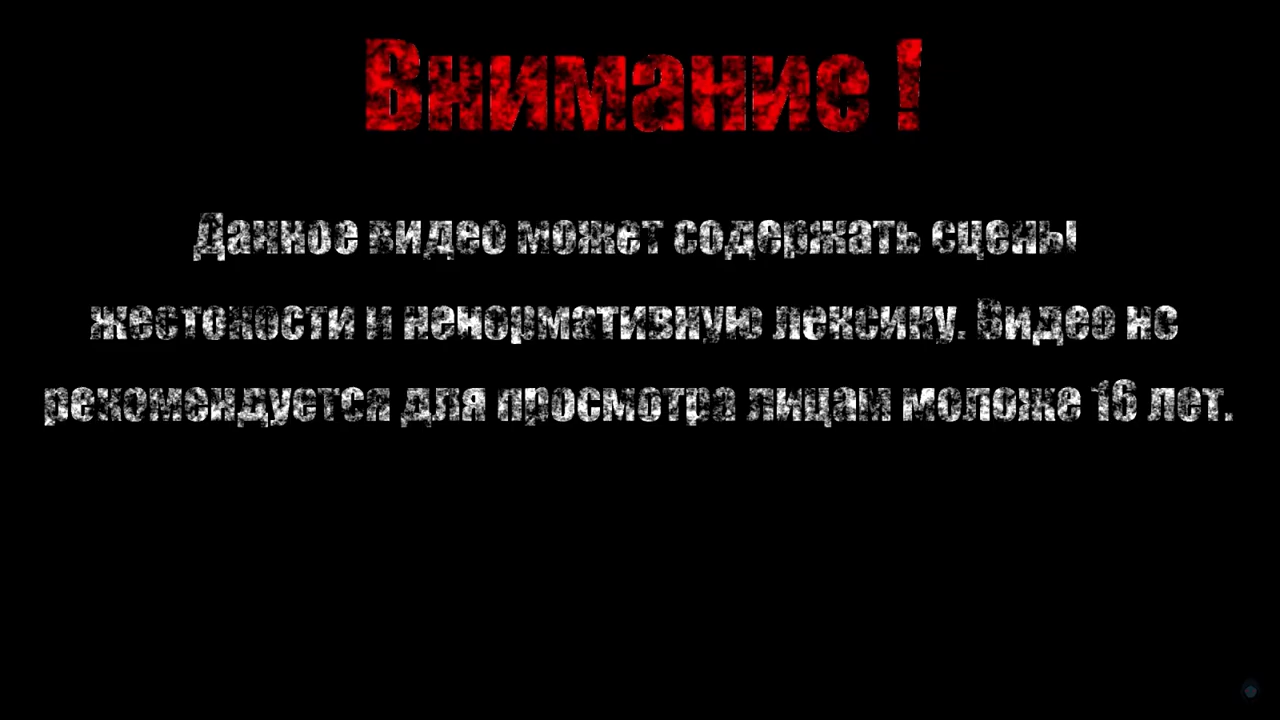 Внимание !
Данное видео может содержать сцены
жестокости и ненормативную лексику. Видео не
рекомендуется для просмотра лицам моложе 16 лет.